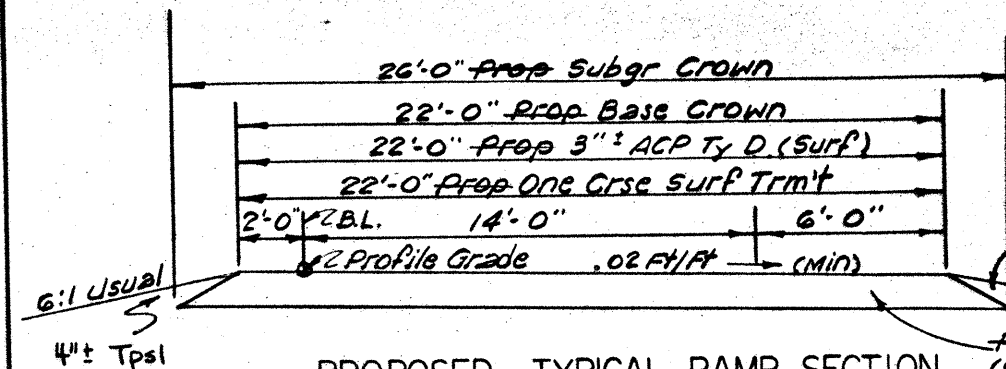 26'-0" Prop Subgr Crown
22'-0" Prop Base Crown
22'-0" Prop 3"± ACP Ty D. (Surf)
22'-0" Prop One Crse Surf Trm't
2'-0" B.L. 14'-0" 6'-0"
Profile Grade .02 Ft/Ft (Min)
6:1 Usual
4"± Tpsl
PROPOSED TYPICAL RAMP SECTION